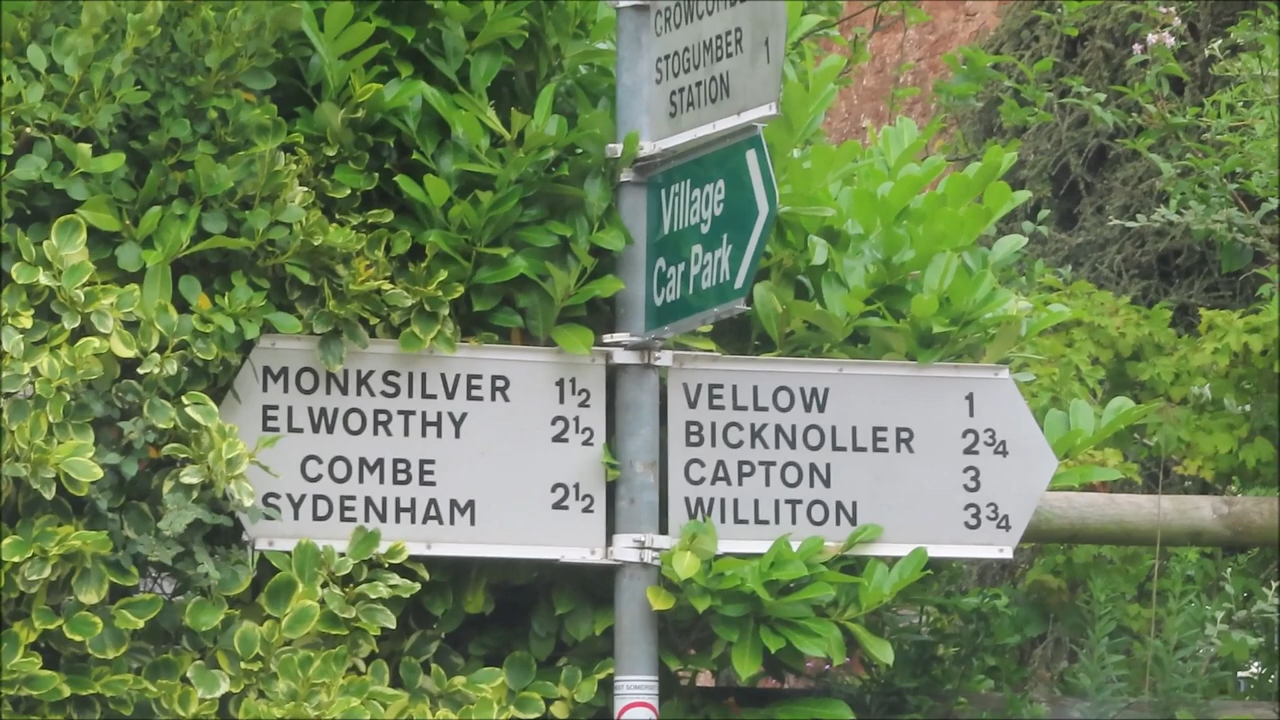 CROWCOMBE
STOGUMBER 1
STATION
Village
Car Park
MONKSILVER 1½
ELWORTHY 2½
COMBE
SYDENHAM 2½
VELLOW 1
BICKNOLLER 2¾
CAPTON 3
WILLITON 3¾